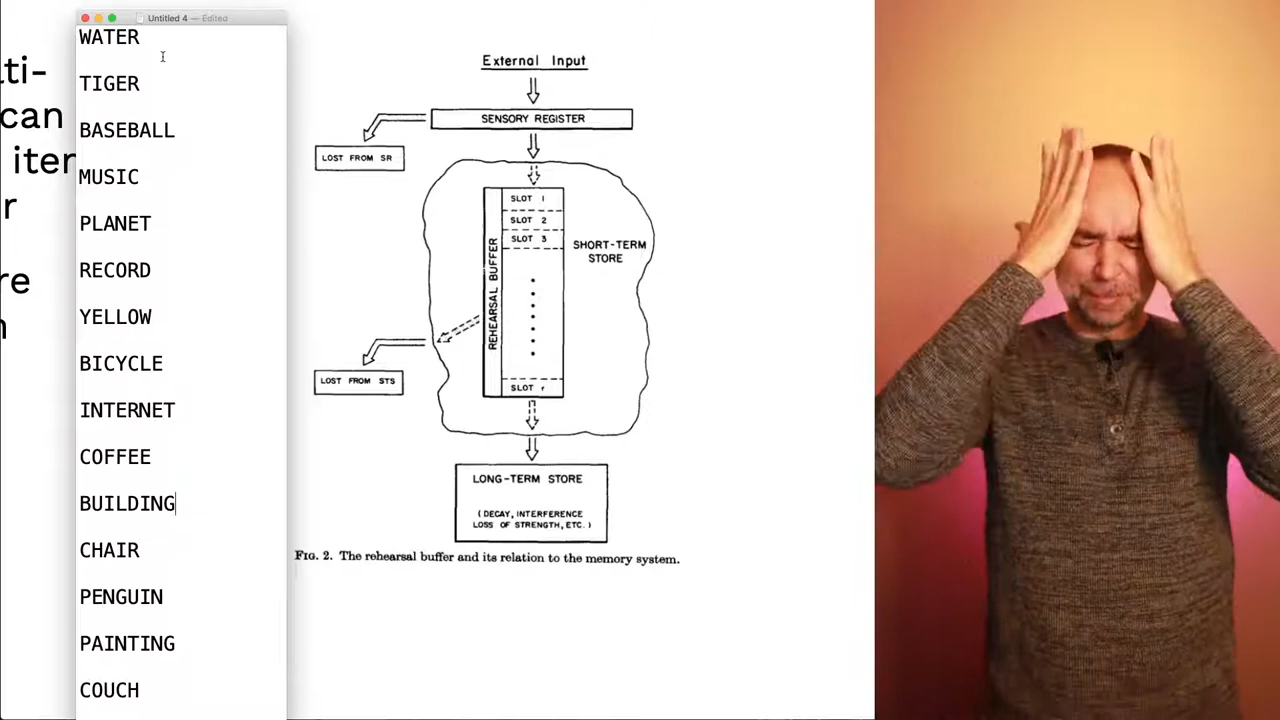 ti-
can
iter
r
re
Untitled 4 — Edited
WATER
TIGER
BASEBALL
MUSIC
PLANET
RECORD
YELLOW
BICYCLE
INTERNET
COFFEE
BUILDING
CHAIR
PENGUIN
PAINTING
COUCH
External Input
SENSORY REGISTER
LOST FROM SR
SLOT 1
SLOT 2
SLOT 3
REHEARSAL BUFFER
SHORT-TERM
STORE
LOST FROM STS
SLOT r
LONG-TERM STORE
(DECAY, INTERFERENCE
LOSS OF STRENGTH, ETC.)
FIG. 2. The rehearsal buffer and its relation to the memory system.